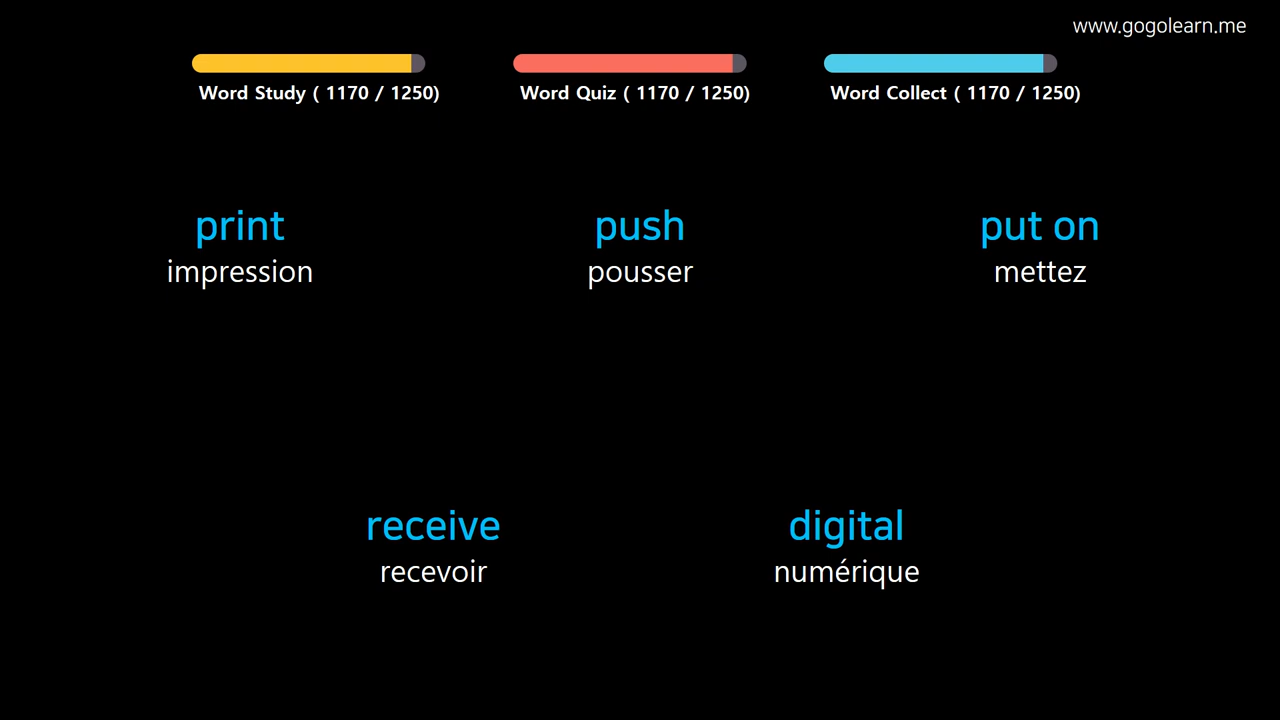 www.gogolearn.me
Word Study ( 1170 / 1250)
Word Quiz ( 1170 / 1250)
Word Collect ( 1170 / 1250)
print
impression
push
pousser
put on
mettez
receive
recevoir
digital
numérique